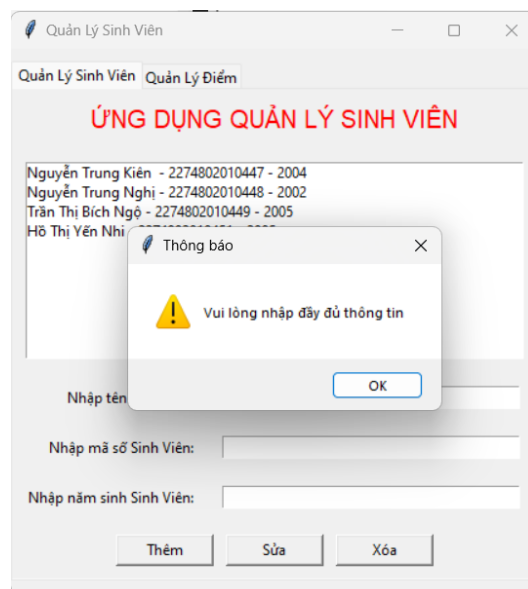 Quản Lý Sinh Viên
Quản Lý Sinh Viên Quản Lý Điểm
ỨNG DỤNG QUẢN LÝ SINH VIÊN
Nguyễn Trung Kiên - 2274802010447 - 2004
Nguyễn Trung Nghị - 2274802010448 - 2002
Trần Thị Bích Ngộ - 2274802010449 - 2005
Hồ Thị Yến Nhi
Thông báo
Vui lòng nhập đầy đủ thông tin
OK
Nhập tên
Nhập mã số Sinh Viên:
Nhập năm sinh Sinh Viên:
Thêm Sửa Xóa